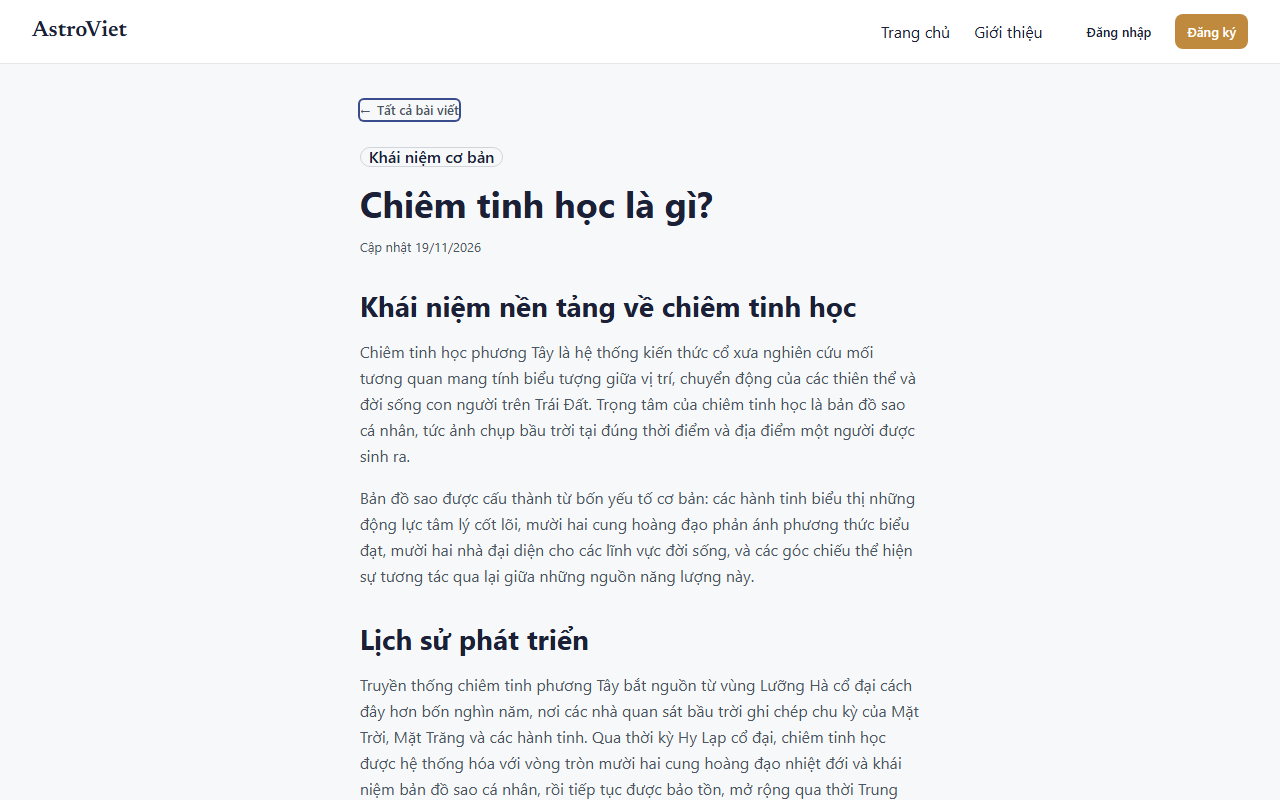 AstroViet
Trang chủ
Giới thiệu
Đăng nhập
Đăng ký
← Tất cả bài viết
Khái niệm cơ bản
Chiêm tinh học là gì?
Cập nhật 19/11/2026
Khái niệm nền tảng về chiêm tinh học
Chiêm tinh học phương Tây là hệ thống kiến thức cổ xưa nghiên cứu mối
tương quan mang tính biểu tượng giữa vị trí, chuyển động của các thiên thể và
đời sống con người trên Trái Đất. Trọng tâm của chiêm tinh học là bản đồ sao
cá nhân, tức ảnh chụp bầu trời tại đúng thời điểm và địa điểm một người được
sinh ra.
Bản đồ sao được cấu thành từ bốn yếu tố cơ bản: các hành tinh biểu thị những
động lực tâm lý cốt lõi, mười hai cung hoàng đạo phản ánh phương thức biểu
đạt, mười hai nhà đại diện cho các lĩnh vực đời sống, và các góc chiếu thể hiện
sự tương tác qua lại giữa những nguồn năng lượng này.
Lịch sử phát triển
Truyền thống chiêm tinh phương Tây bắt nguồn từ vùng Lưỡng Hà cổ đại cách
đây hơn bốn nghìn năm, nơi các nhà quan sát bầu trời ghi chép chu kỳ của Mặt
Trời, Mặt Trăng và các hành tinh. Qua thời kỳ Hy Lạp cổ đại, chiêm tinh học
được hệ thống hóa với vòng tròn mười hai cung hoàng đạo nhiệt đới và khái
niệm bản đồ sao cá nhân, rồi tiếp tục được bảo tồn, mở rộng qua thời Trung